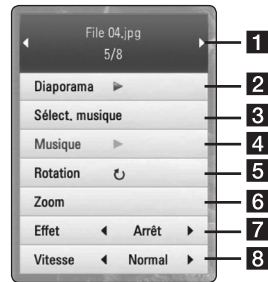 File 04.jpg
5/8
1
Diaporama
2
Sélect. musique
3
Musique
4
Rotation
5
Zoom
6
Effet Arrêt
7
Vitesse Normal
8